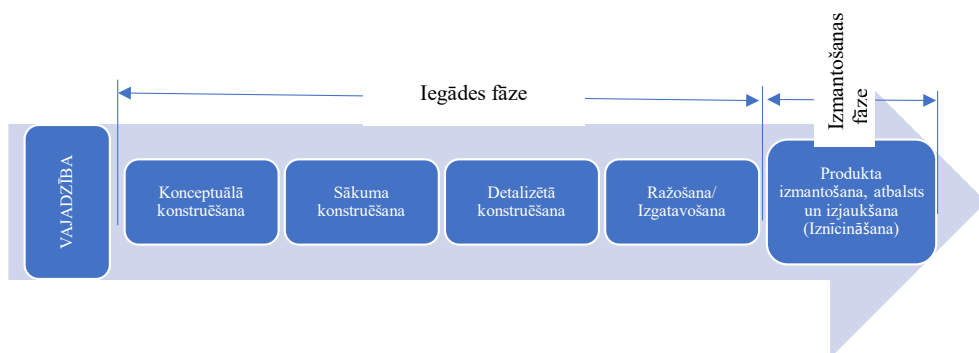 Iegādes fāze
Izmantošanas
fāze
VAJADZĪBA
Konceptuālā
konstruēšana
Sākuma
konstruēšana
Detalizētā
konstruēšana
Ražošana/
Izgatavošana
Produkta
izmantošana, atbalsts
un izjaukšana
(Iznīcināšana)